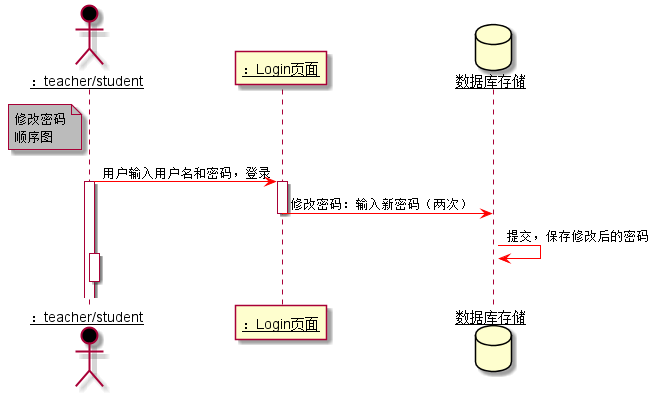 ：teacher/student
：Login页面
数据库存储
修改密码
顺序图
用户输入用户名和密码，登录
修改密码：输入新密码（两次）
提交，保存修改后的密码
：teacher/student
：Login页面
数据库存储